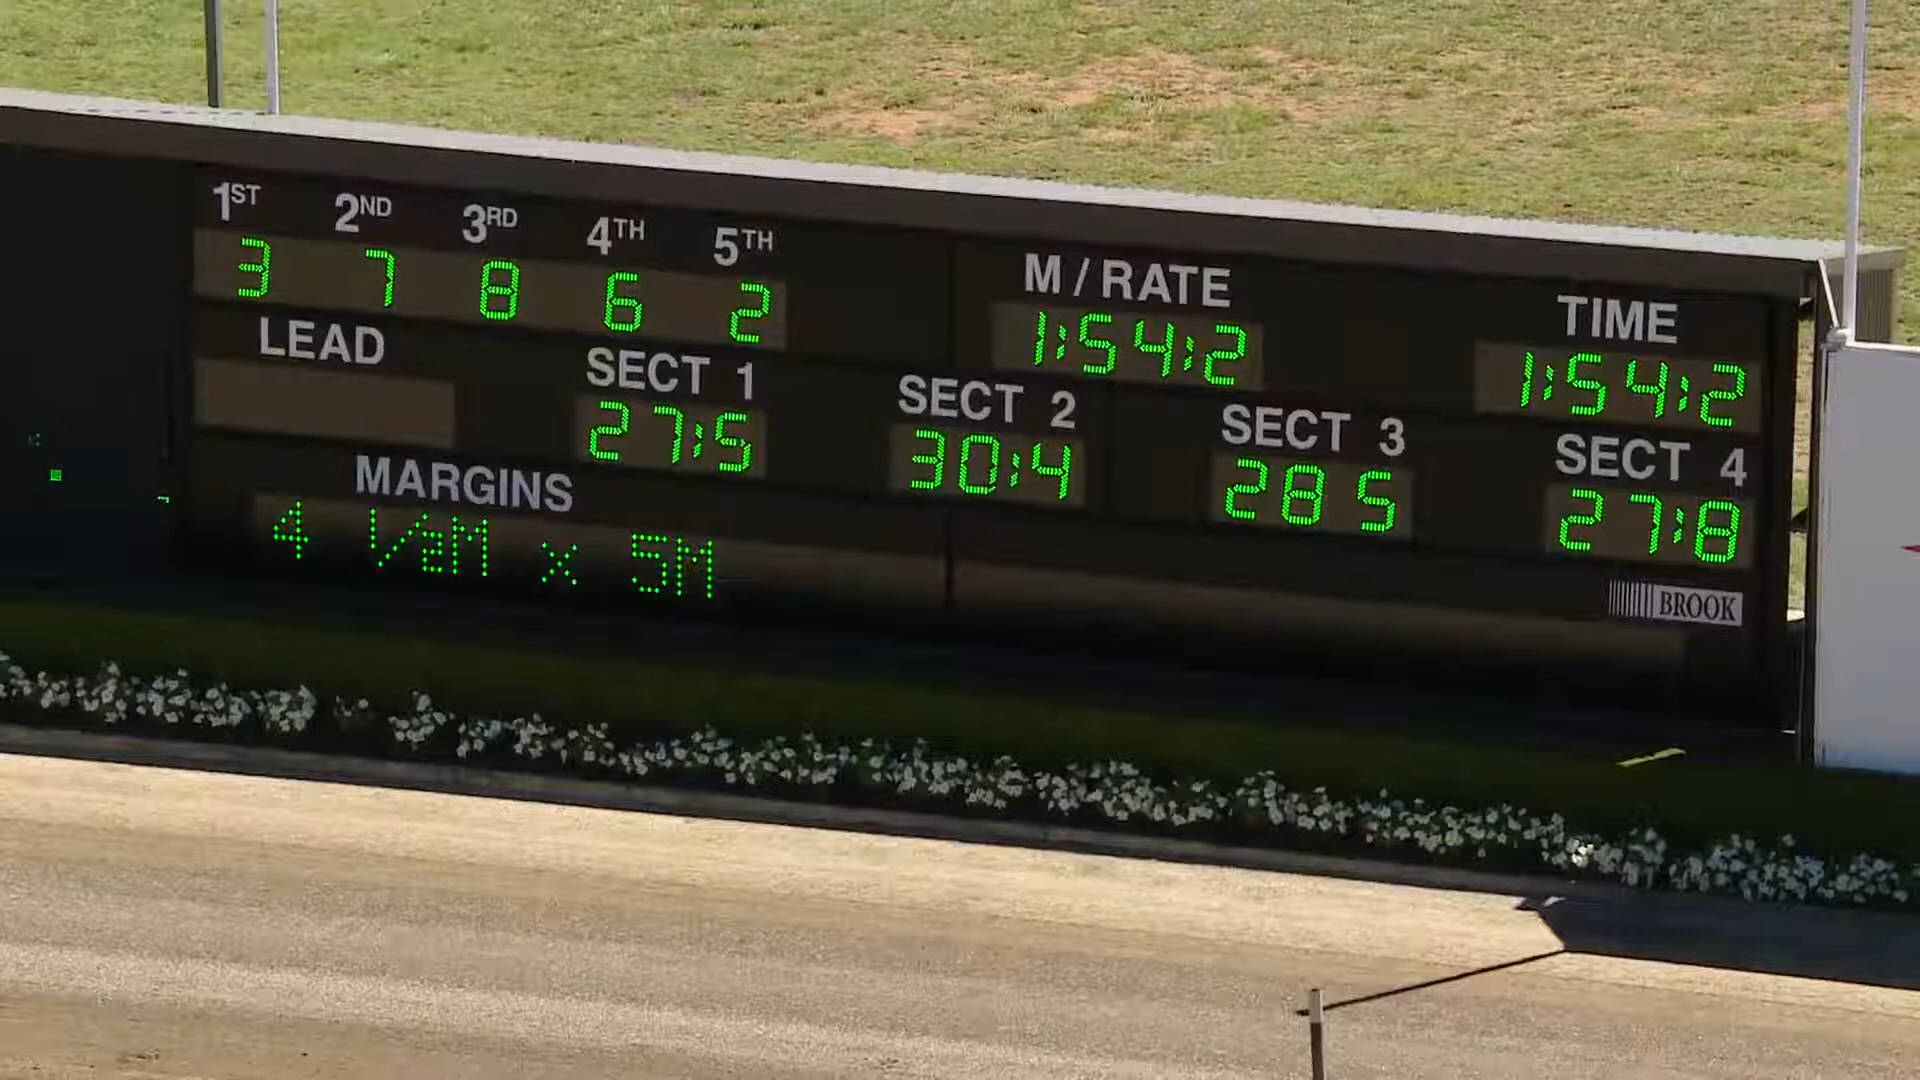 1ST 2ND 3RD 4TH 5TH
3 7 8 6 2
M / RATE
1:54:2
TIME
1:54:2
LEAD
SECT 1
27:5
SECT 2
30:4
SECT 3
28 5
SECT 4
27:8
MARGINS
4 1/2M x 5M
BROOK